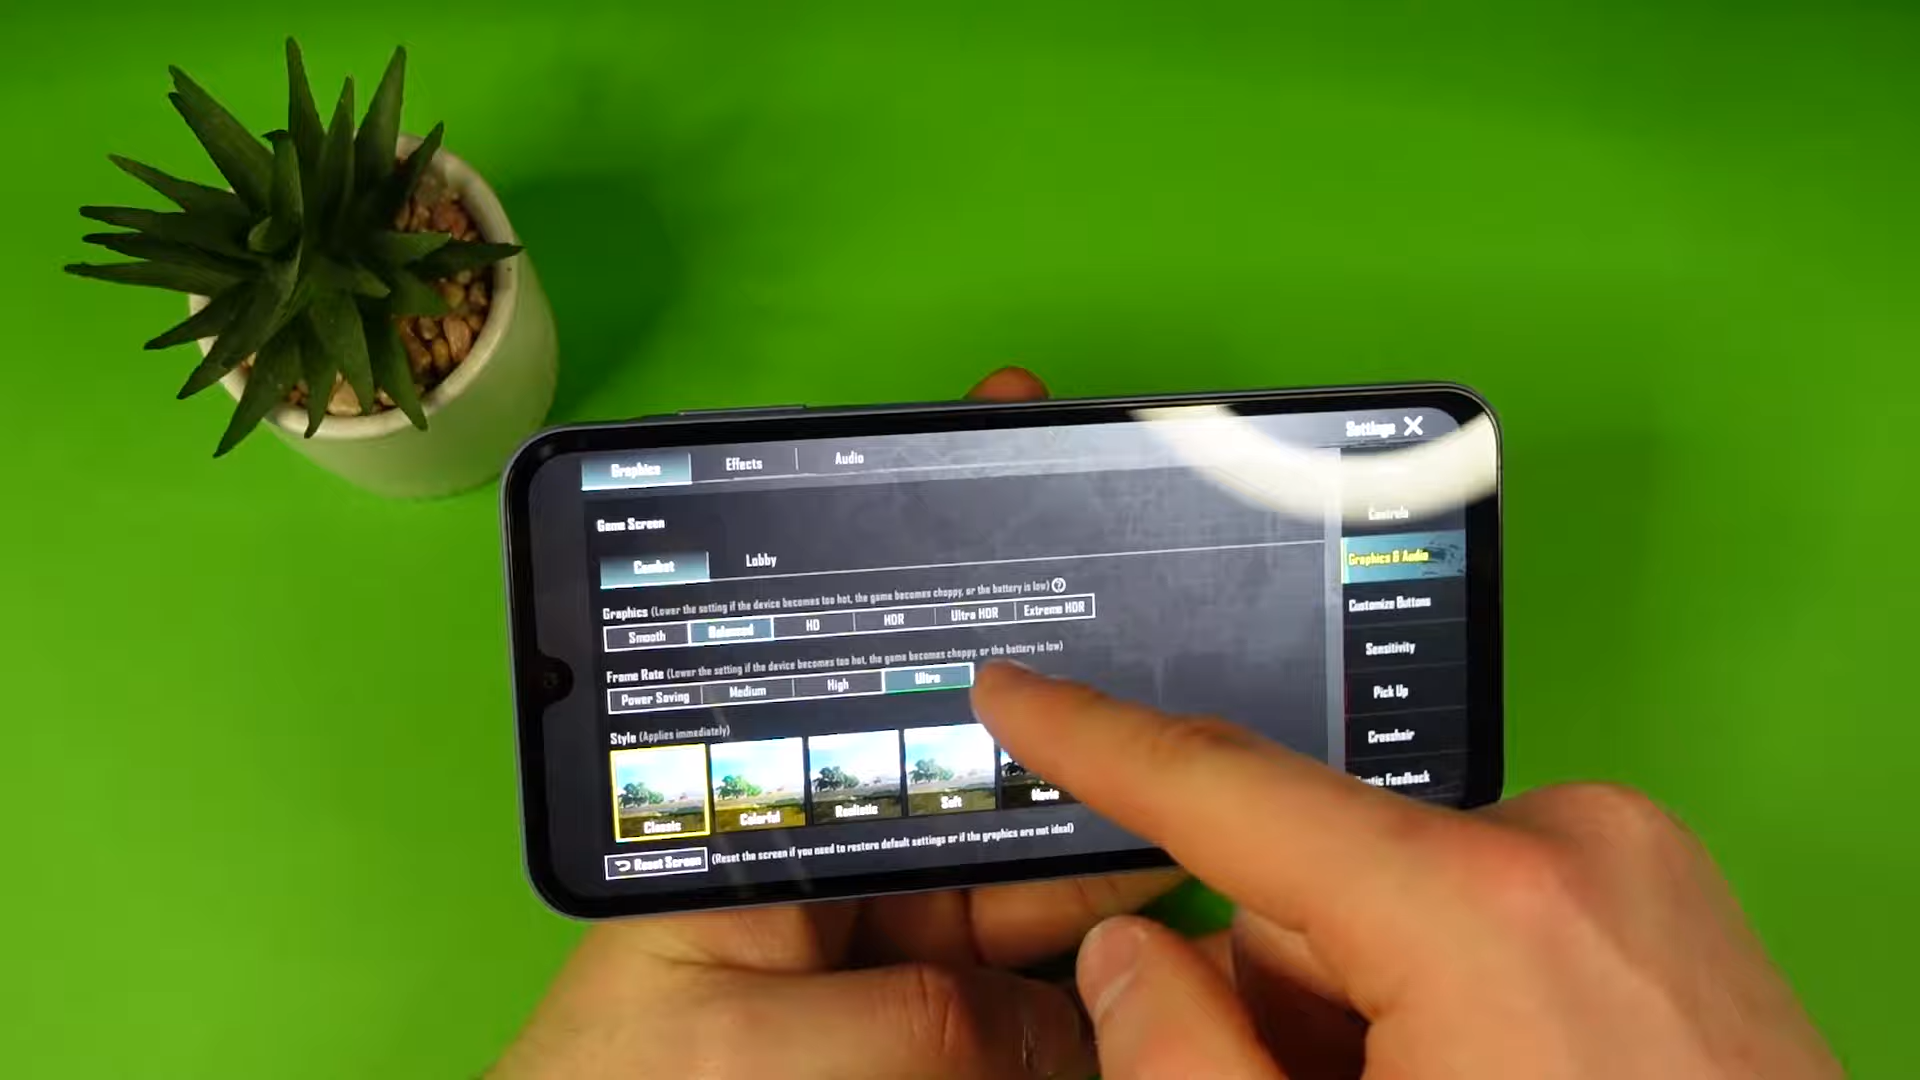 Settings X
Graphics Effects Audio
Game Screen
Combat Lobby
Graphics (Lower the setting if the device becomes too hot, the game becomes choppy, or the battery is low) ?
Smooth Balanced HD HDR Ultra HDR Extreme HDR
Frame Rate (Lower the setting if the device becomes too hot, the game becomes choppy, or the battery is low)
Power Saving Medium High Ultra
Style (Applies immediately)
Classic Colorful Realistic Soft Movie
Reset Screen (Reset the screen if you need to restore default settings or if the graphics are not ideal)
Controls
Graphics & Audio
Customize Buttons
Sensitivity
Pick Up
Crosshair
Feedback